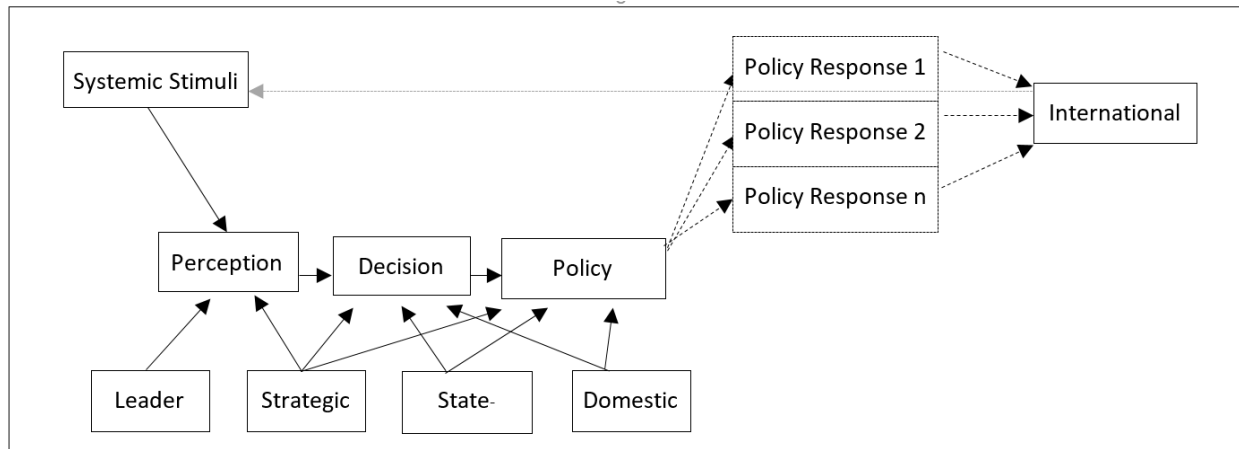 Systemic Stimuli
Policy Response 1
Policy Response 2
Policy Response n
International
Perception
Decision
Policy
Leader
Strategic
State-
Domestic